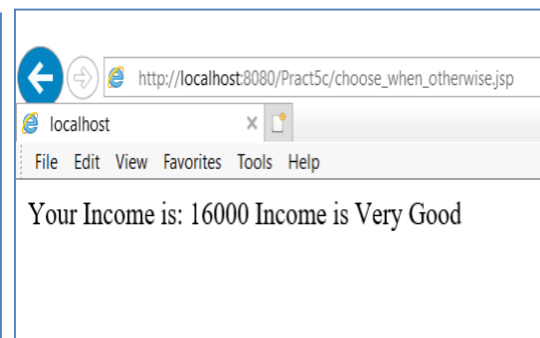 http://localhost:8080/Pract5c/choose_when_otherwise.jsp
localhost
File Edit View Favorites Tools Help
Your Income is: 16000 Income is Very Good